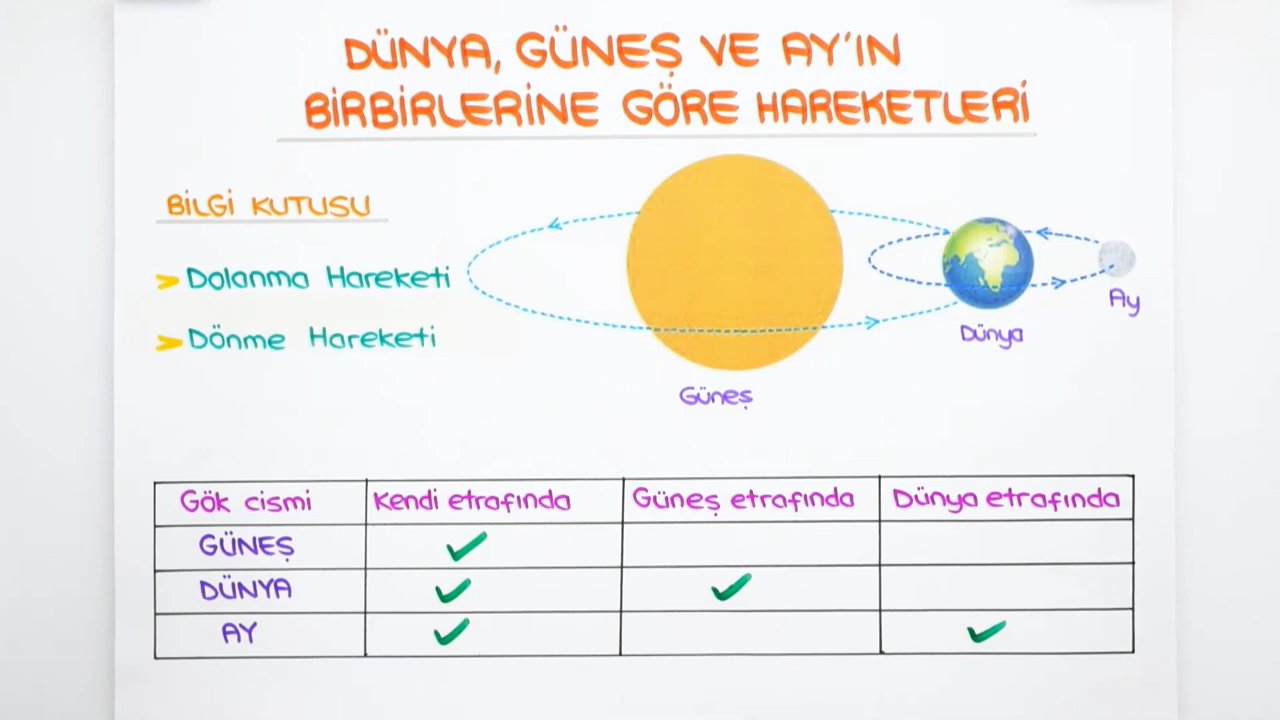 DÜNYA, GÜNEŞ VE AY'IN
BİRBİRLERİNE GÖRE HAREKETLERİ
BİLGİ KUTUSU
➤ Dolanma Hareketi
➤ Dönme Hareketi
Güneş
Dünya
Ay
Gök cismi Kendi etrafında Güneş etrafında Dünya etrafında
GÜNEŞ ✓
DÜNYA ✓ ✓
AY ✓ ✓